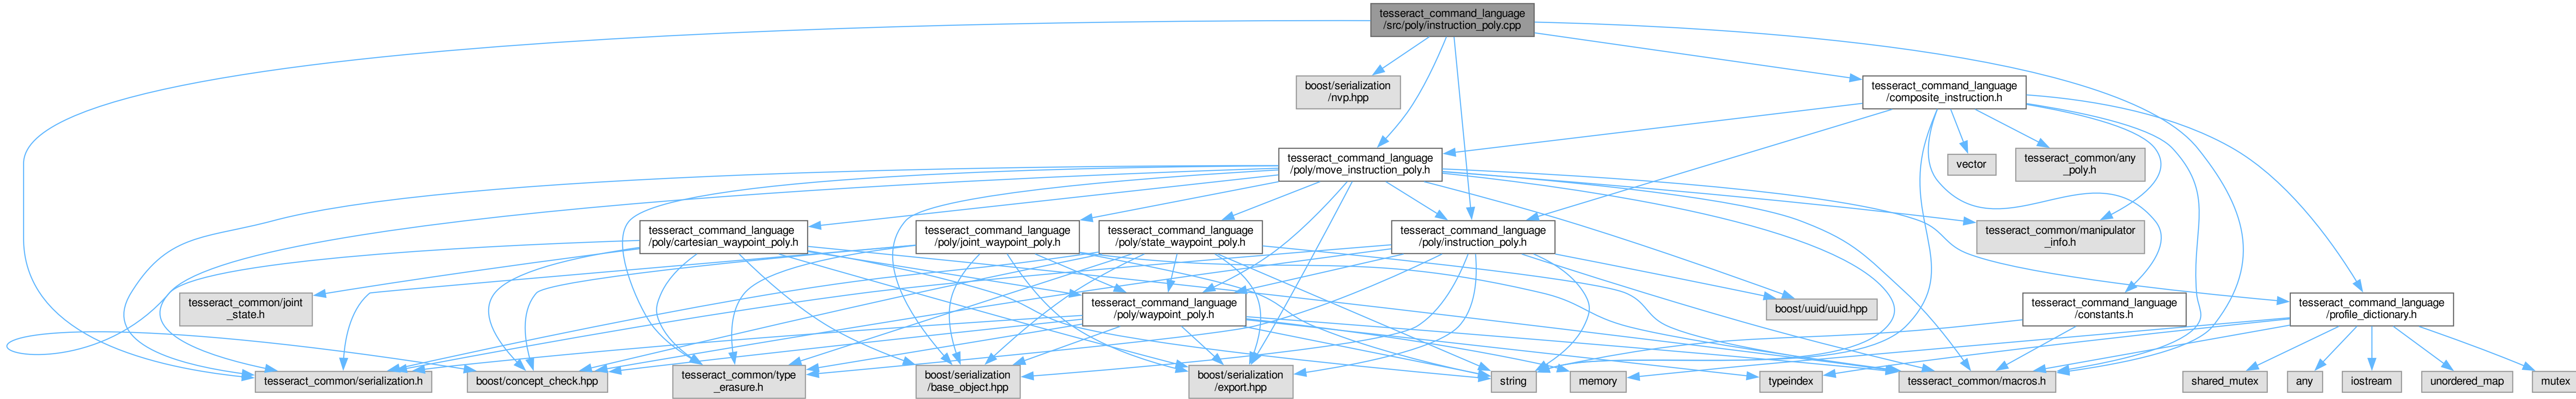 tesseract_command_language
/src/poly/instruction_poly.cpp
boost/serialization
/nvp.hpp
tesseract_command_language
/composite_instruction.h
tesseract_command_language
/poly/move_instruction_poly.h
vector
tesseract_common/any
_poly.h
tesseract_command_language
/poly/cartesian_waypoint_poly.h
tesseract_command_language
/poly/joint_waypoint_poly.h
tesseract_command_language
/poly/state_waypoint_poly.h
tesseract_command_language
/poly/instruction_poly.h
tesseract_common/manipulator
_info.h
tesseract_common/joint
_state.h
tesseract_command_language
/poly/waypoint_poly.h
boost/uuid/uuid.hpp
tesseract_command_language
/constants.h
tesseract_command_language
/profile_dictionary.h
tesseract_common/serialization.h
boost/concept_check.hpp
tesseract_common/type
_erasure.h
boost/serialization
/base_object.hpp
boost/serialization
/export.hpp
string
memory
typeindex
tesseract_common/macros.h
shared_mutex
any
iostream
unordered_map
mutex